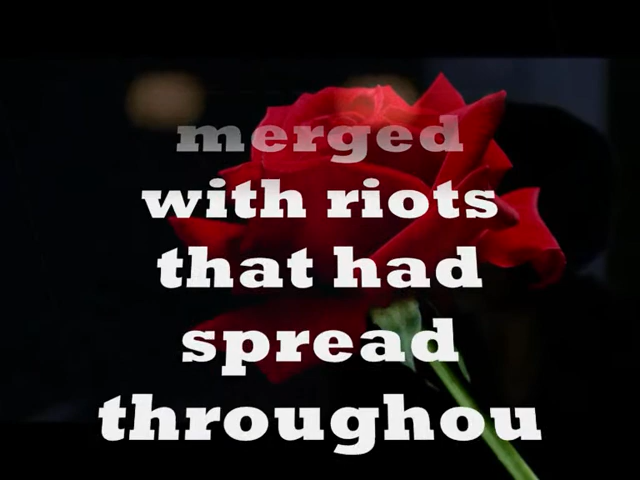 merged
with riots
that had
spread
throughou